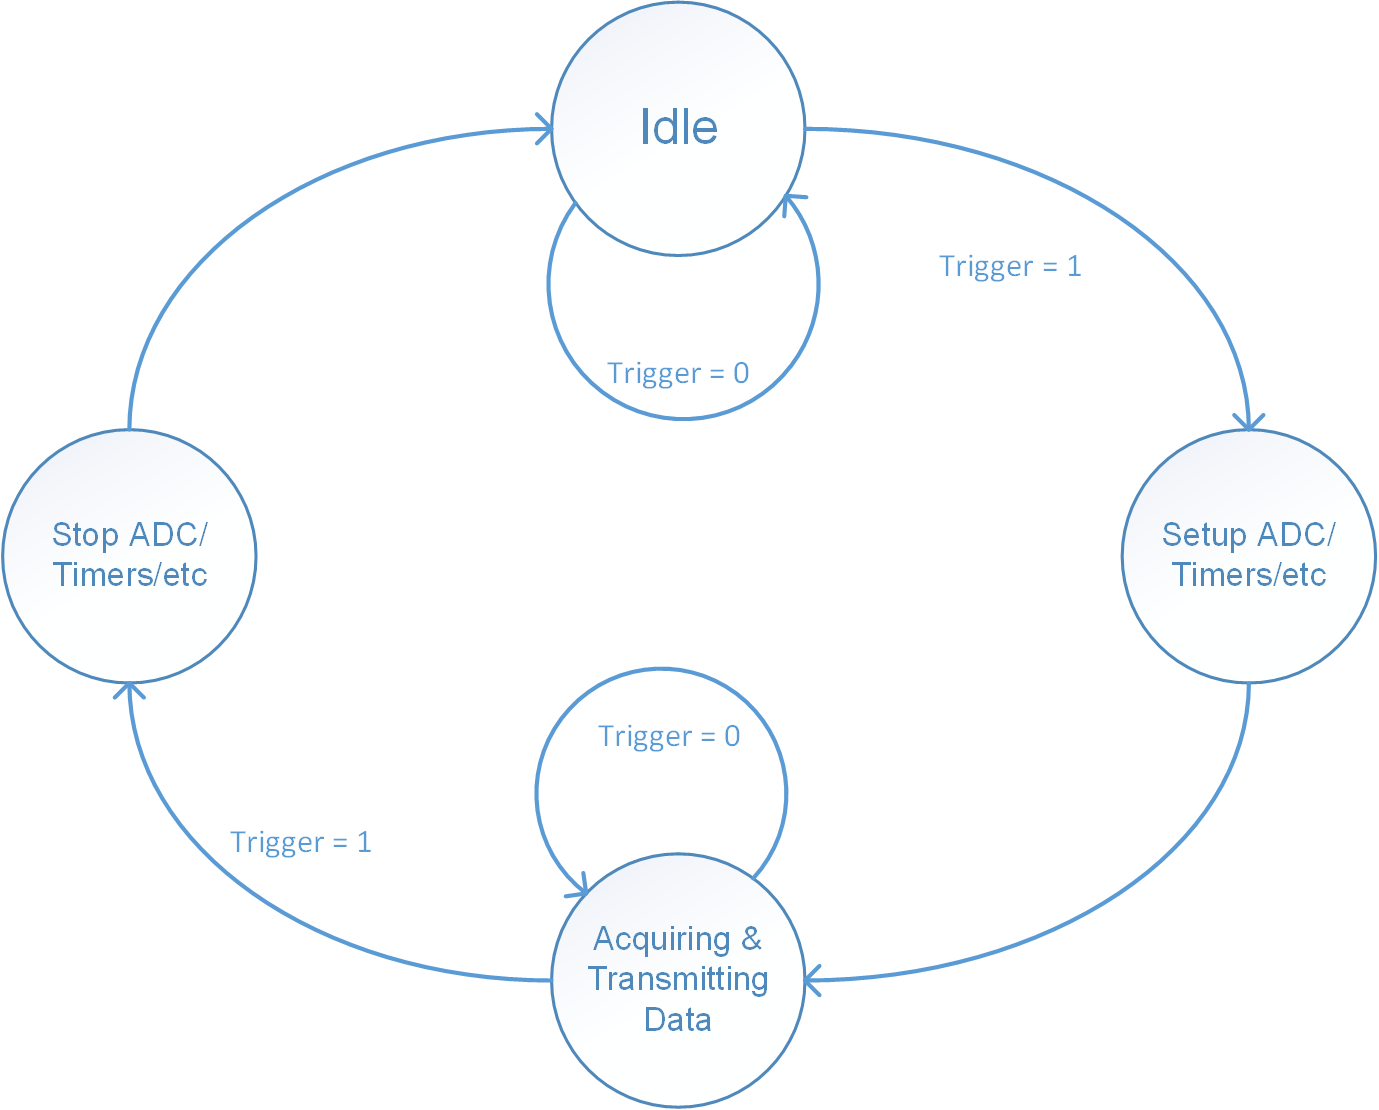 Idle
Trigger = 1
Trigger = 0
Stop ADC/
Timers/etc
Setup ADC/
Timers/etc
Trigger = 0
Trigger = 1
Acquiring &
Transmitting
Data